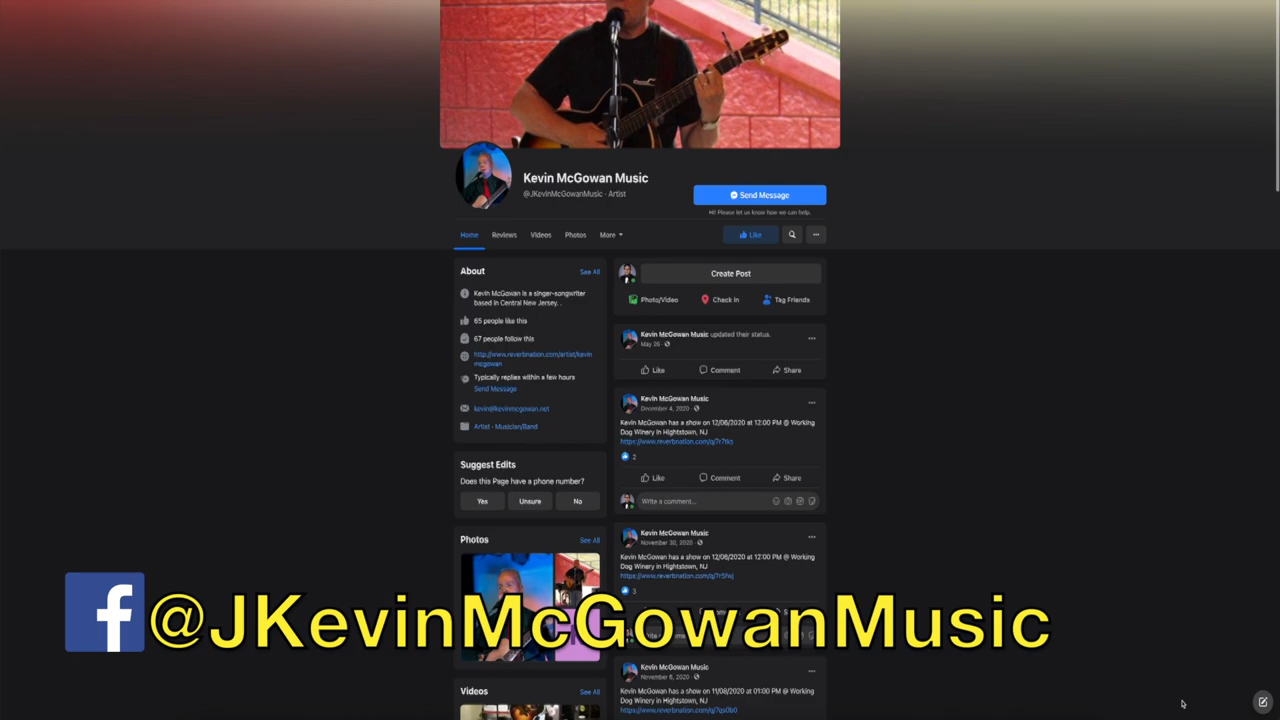 Kevin McGowan Music
@JKevinMcGowanMusic · Artist
Send Message
Hi! Please let us know how we can help.
Home
Reviews
Videos
Photos
More
Like
About
See All
Kevin McGowan is a singer-songwriter
based in Central New Jersey. .
65 people like this
67 people follow this
http://www.reverbnation.com/artist/kevin
mcgowan
Typically replies within a few hours
Send Message
kevin@kevinmcgowan.net
Artist · Musician/Band
Suggest Edits
Does this Page have a phone number?
Yes
Unsure
No
Photos
See All
Videos
See All
Create Post
Photo/Video
Check in
Tag Friends
Kevin McGowan Music updated their status.
May 26 ·
Like
Comment
Share
Kevin McGowan Music
December 4, 2020 ·
Kevin McGowan has a show on 12/06/2020 at 12:00 PM @ Working
Dog Winery in Hightstown, NJ
https://www.reverbnation.com/q/7r7tks
2
Like
Comment
Share
Write a comment...
Kevin McGowan Music
November 30, 2020 ·
Kevin McGowan has a show on 12/06/2020 at 12:00 PM @ Working
Dog Winery in Hightstown, NJ
3
f @JKevinMcGowanMusic
Kevin McGowan Music
November 6, 2020 ·
Kevin McGowan has a show on 11/08/2020 at 01:00 PM @ Working
Dog Winery in Hightstown, NJ